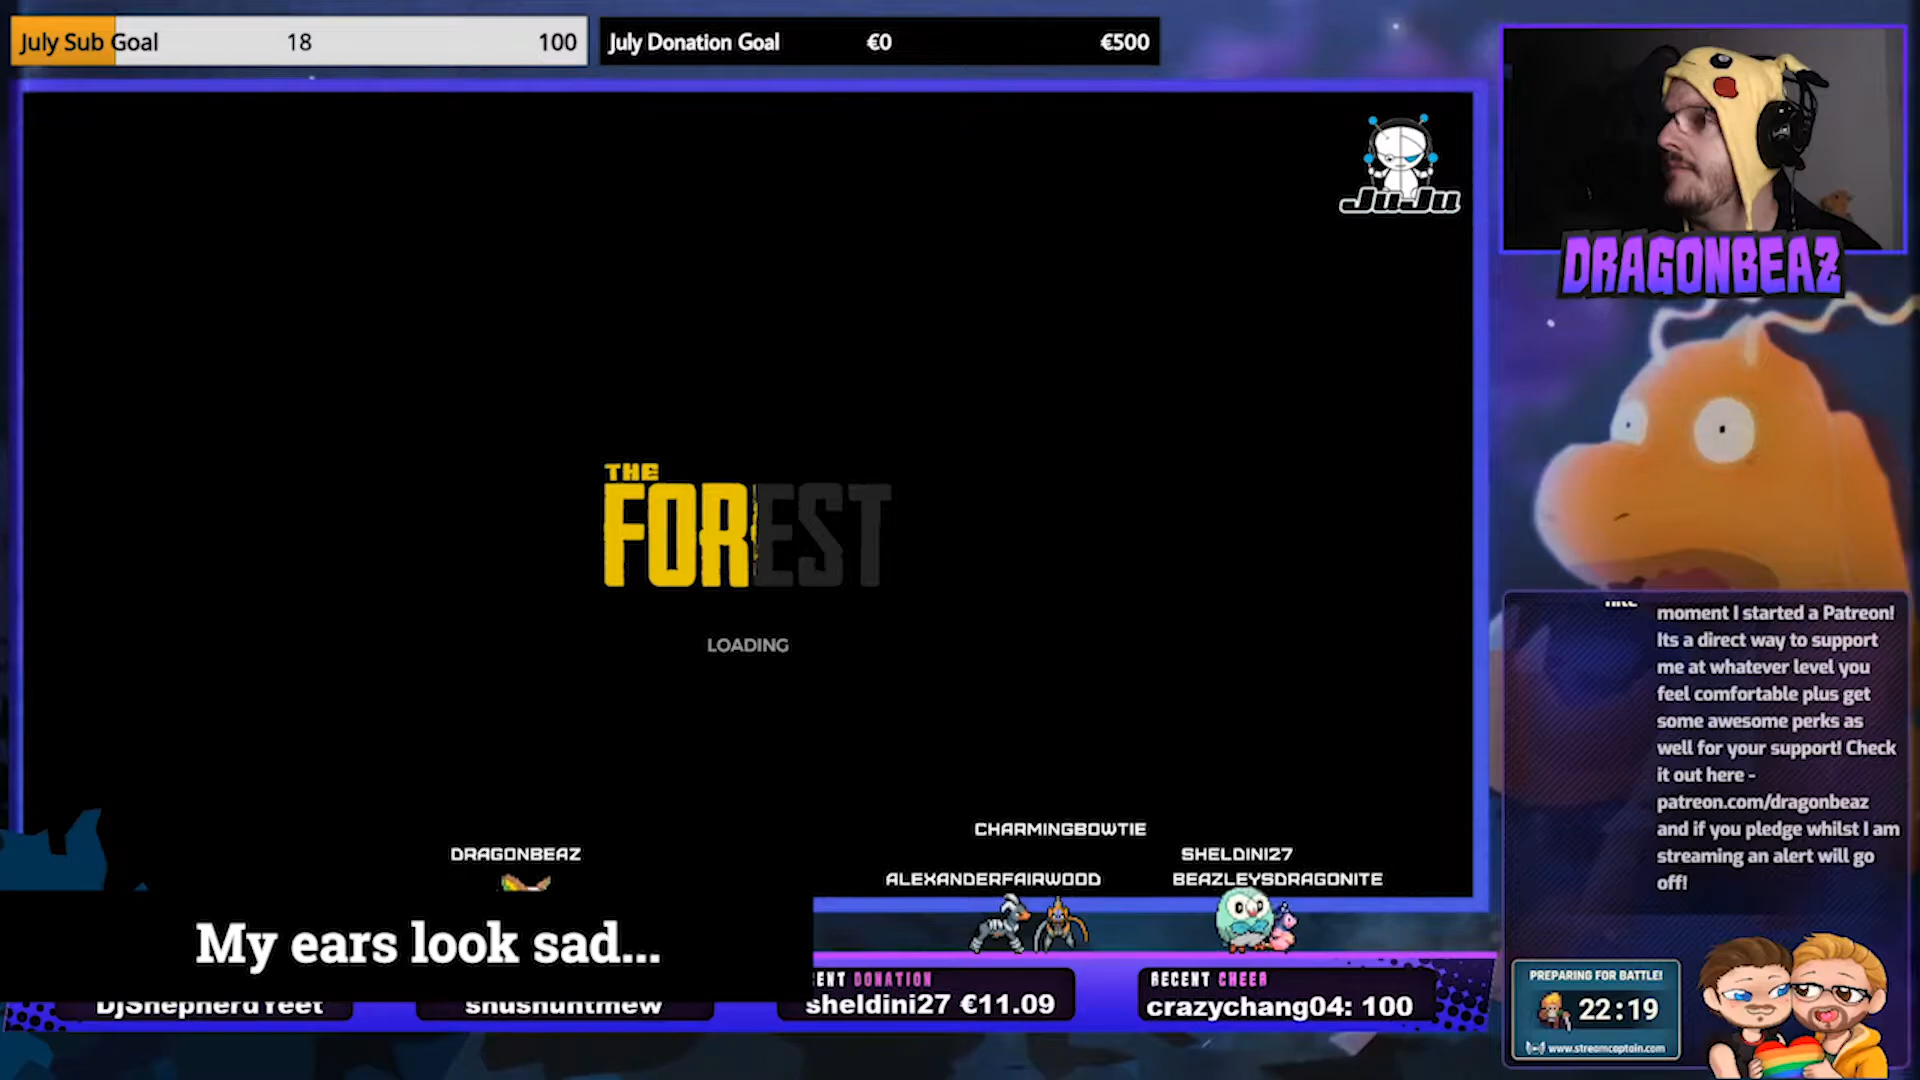 July Sub Goal 18 100
July Donation Goal €0 €500
JuJu
DRAGONBEAZ
THE
FOREST
LOADING
moment I started a Patreon!
Its a direct way to support
me at whatever level you
feel comfortable plus get
some awesome perks as
well for your support! Check
it out here -
patreon.com/dragonbeaz
and if you pledge whilst I am
streaming an alert will go
off!
CHARMINGBOWTIE
DRAGONBEAZ
SHELDINI27
ALEXANDERFAIRWOOD
BEAZLEYSDRAGONITE
My ears look sad...
DjShepherdYeet
shushuntmew
ENT DONATION
sheldini27 €11.09
RECENT CHEER
crazychang04: 100
PREPARING FOR BATTLE!
22:19
www.streamcaptain.com